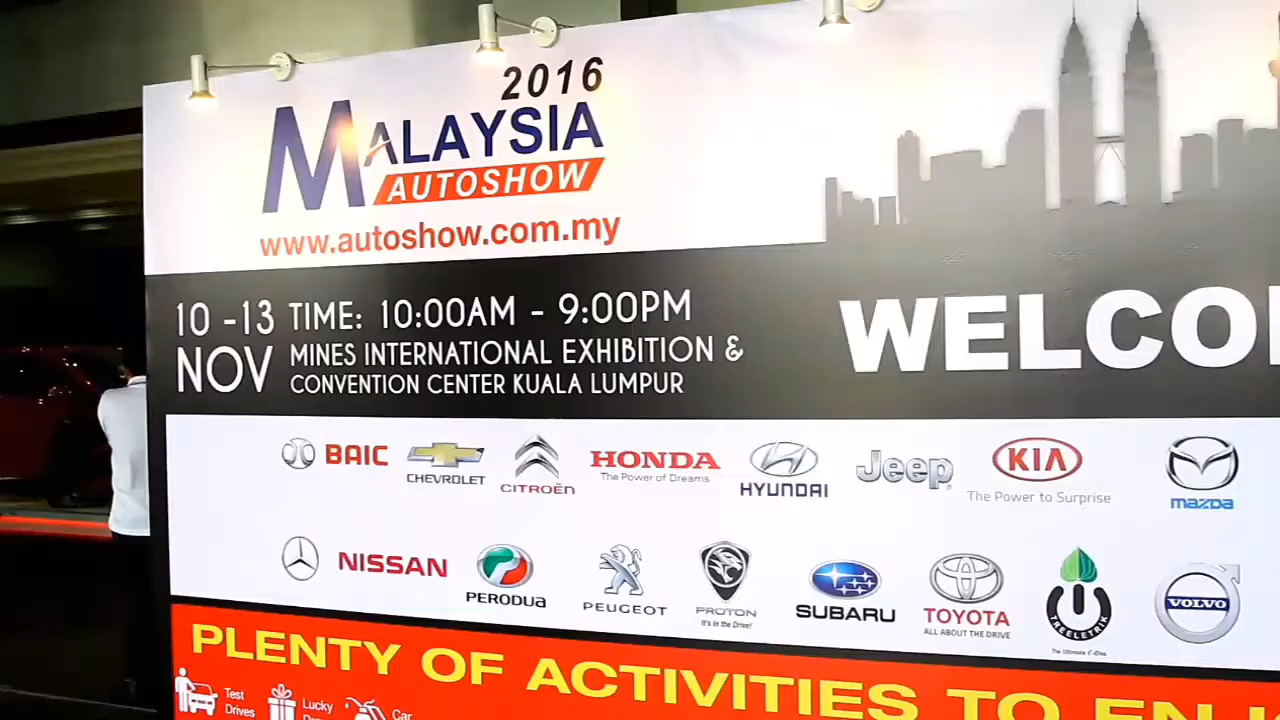 2016
MALAYSIA
AUTOSHOW
www.autoshow.com.my
10 -13 NOV
TIME: 10:00AM - 9:00PM
MINES INTERNATIONAL EXHIBITION &
CONVENTION CENTER KUALA LUMPUR
WELCO
BAIC
CHEVROLET
CITROËN
HONDA
The Power of Dreams
HYUNDAI
Jeep
KIA
The Power to Surprise
mazda
NISSAN
PERODUA
PEUGEOT
PROTON
It's in the Drive!
SUBARU
TOYOTA
ALL ABOUT THE DRIVE
TREELETRIK
VOLVO
PLENTY OF ACTIVITIES TO ENJ
Test
Drives
Lucky
Car